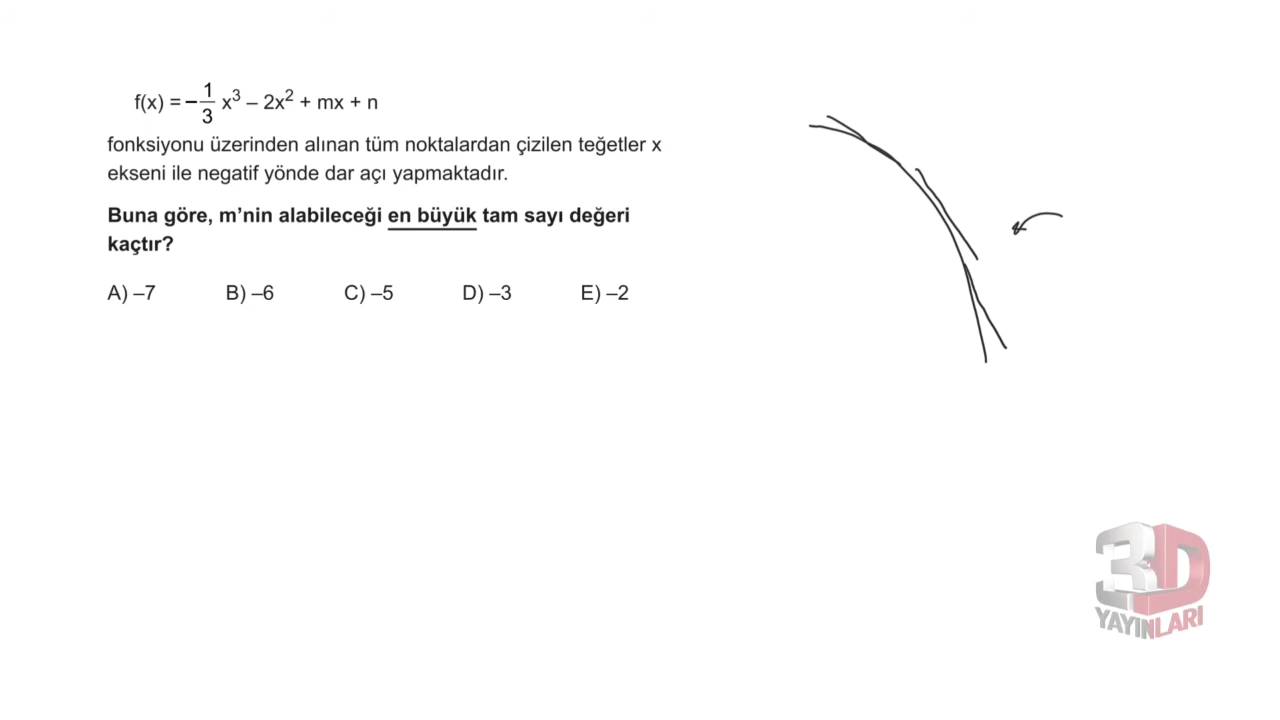 f(x) = -1/3 x³ – 2x² + mx + n
fonksiyonu üzerinden alınan tüm noktalardan çizilen teğetler x
ekseni ile negatif yönde dar açı yapmaktadır.
Buna göre, m’nin alabileceği en büyük tam sayı değeri
kaçtır?
A) –7 B) –6 C) –5 D) –3 E) –2
3D
YAYINLARI